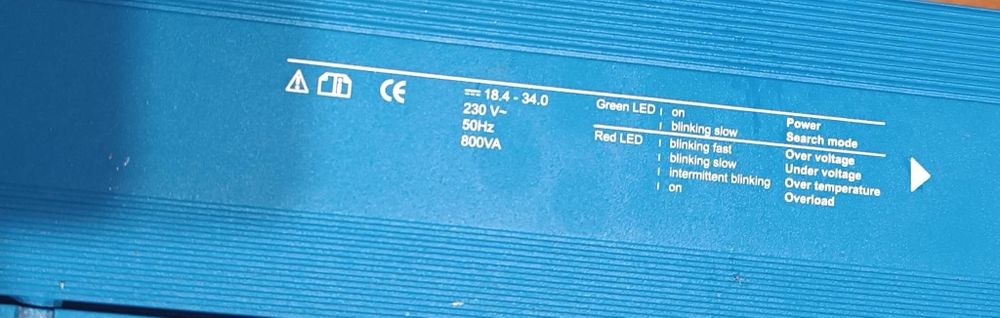 CE
⎓ 18.4 - 34.0
230 V~
50Hz
800VA
Green LED | on Power
| blinking slow Search mode
Red LED | blinking fast Over voltage
| blinking slow Under voltage
| intermittent blinking Over temperature
| on Overload